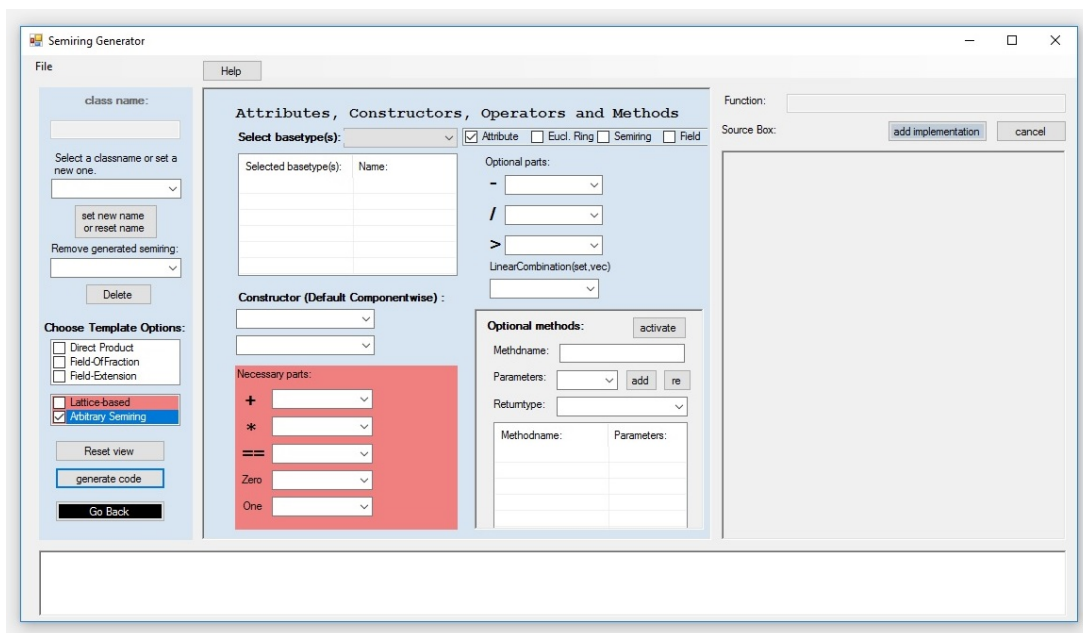 Semiring Generator
File
Help
class name:
Select a classname or set a
new one.
set new name
or reset name
Remove generated semiring:
Delete
Choose Template Options:
Direct Product
Field-OfFraction
Field-Extension
Lattice-based
Arbitrary Semiring
Reset view
generate code
Go Back
Attributes, Constructors, Operators and Methods
Select basetype(s):
Attribute
Eucl. Ring
Semiring
Field
Selected basetype(s):
Name:
Constructor (Default Componentwise) :
Necessary parts:
+
*
==
Zero
One
Optional parts:
-
/
>
LinearCombination(set,vec)
Optional methods:
activate
Methdname:
Parameters:
add
re
Returntype:
Methodname:
Parameters:
Function:
Source Box:
add implementation
cancel